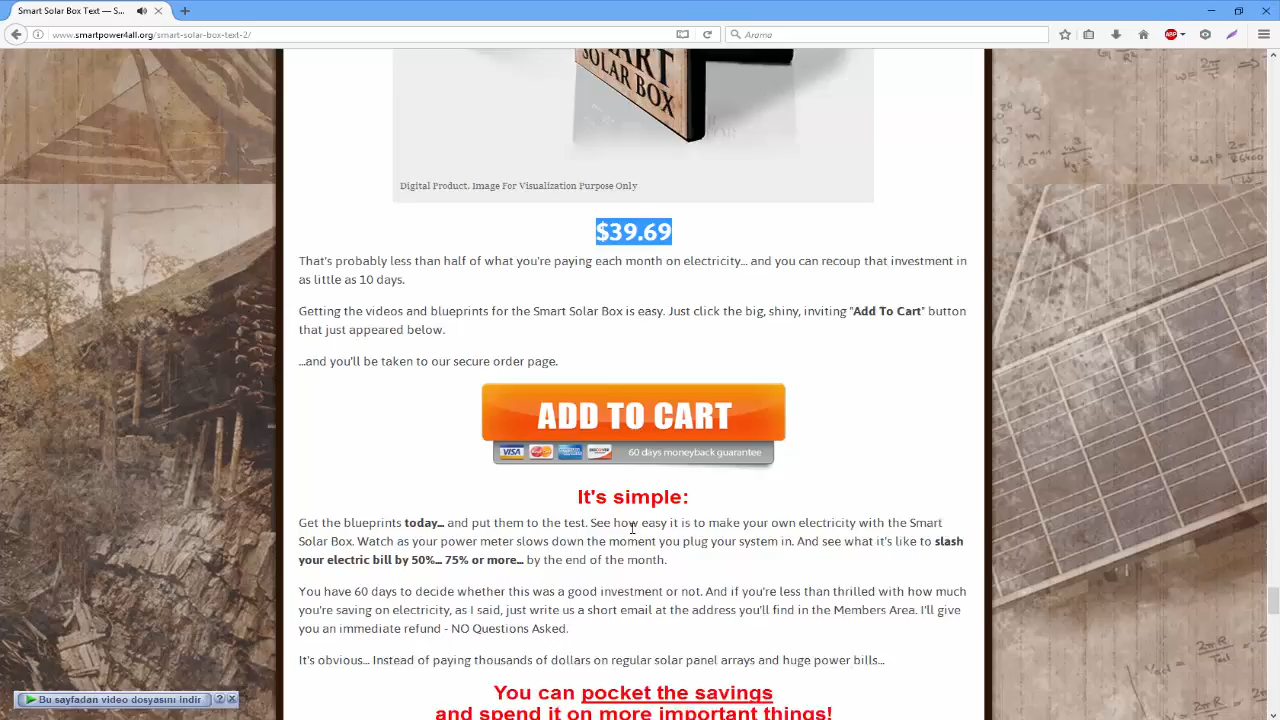 Smart Solar Box Text — S...
www.smartpower4all.org/smart-solar-box-text-2/
Arama
ABP
SMART
SOLAR BOX
Digital Product. Image For Visualization Purpose Only
$39.69
That's probably less than half of what you're paying each month on electricity... and you can recoup that investment in
as little as 10 days.
Getting the videos and blueprints for the Smart Solar Box is easy. Just click the big, shiny, inviting "Add To Cart" button
that just appeared below.
...and you'll be taken to our secure order page.
ADD TO CART
VISA
60 days moneyback guarantee
It's simple:
Get the blueprints today... and put them to the test. See how easy it is to make your own electricity with the Smart
Solar Box. Watch as your power meter slows down the moment you plug your system in. And see what it's like to slash
your electric bill by 50%... 75% or more... by the end of the month.
You have 60 days to decide whether this was a good investment or not. And if you're less than thrilled with how much
you're saving on electricity, as I said, just write us a short email at the address you'll find in the Members Area. I'll give
you an immediate refund - NO Questions Asked.
It's obvious... Instead of paying thousands of dollars on regular solar panel arrays and huge power bills...
You can pocket the savings
and spend it on more important things!
Bu sayfadan video dosyasını indir
? X